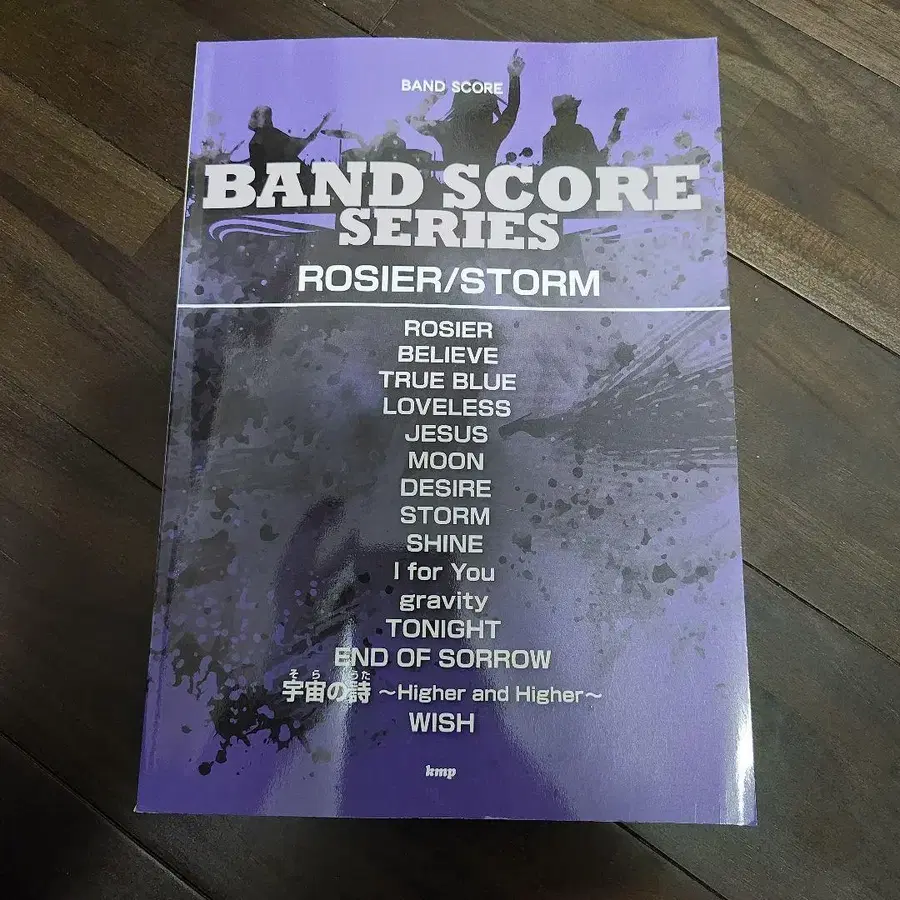 BAND SCORE
BAND SCORE
SERIES
ROSIER/STORM
ROSIER
BELIEVE
TRUE BLUE
LOVELESS
JESUS
MOON
DESIRE
STORM
SHINE
I for You
gravity
TONIGHT
END OF SORROW
そら うた
宇宙の詩 ～Higher and Higher～
WISH
kmp